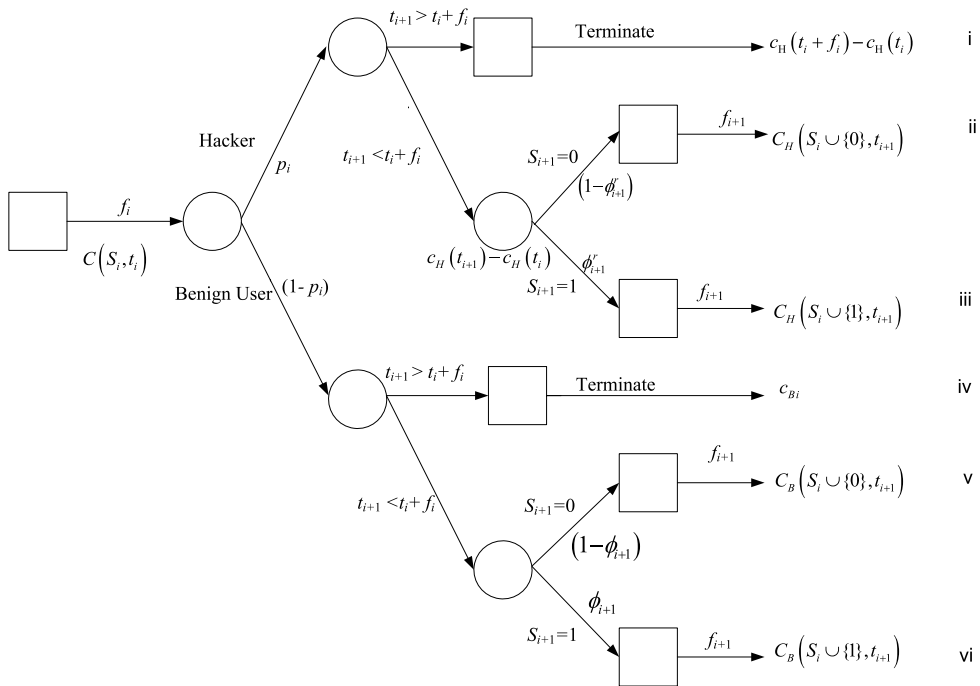 t_{i+1} > t_i + f_i
Terminate
c_H(t_i + f_i) − c_H(t_i)
i
Hacker
p_i
t_{i+1} < t_i + f_i
S_{i+1}=0
(1−ϕ^r_{i+1})
f_{i+1}
C_H(S_i ∪ {0}, t_{i+1})
ii
f_i
C(S_i, t_i)
c_H(t_{i+1}) − c_H(t_i)
ϕ^r_{i+1}
S_{i+1}=1
f_{i+1}
C_H(S_i ∪ {1}, t_{i+1})
iii
Benign User
(1- p_i)
t_{i+1} > t_i + f_i
Terminate
c_{Bi}
iv
t_{i+1} < t_i + f_i
S_{i+1}=0
(1−ϕ_{i+1})
f_{i+1}
C_B(S_i ∪ {0}, t_{i+1})
v
ϕ_{i+1}
S_{i+1}=1
f_{i+1}
C_B(S_i ∪ {1}, t_{i+1})
vi